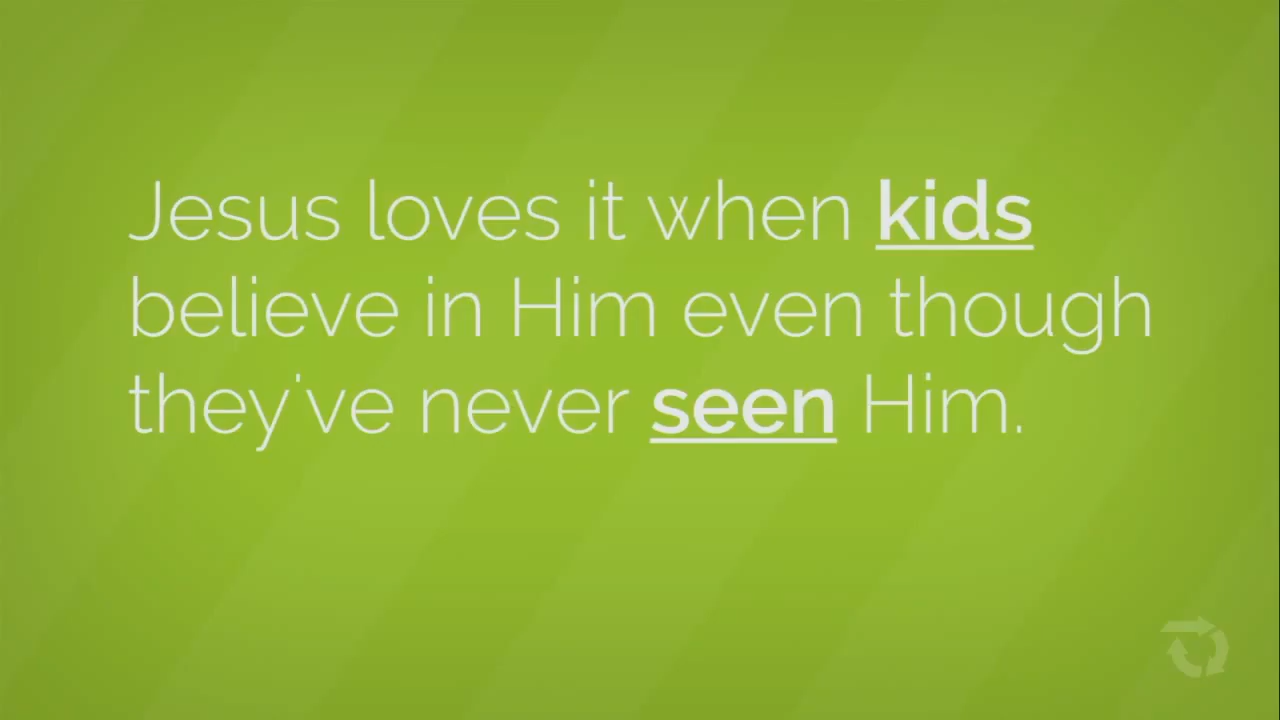 Jesus loves it when kids
believe in Him even though
they've never seen Him.